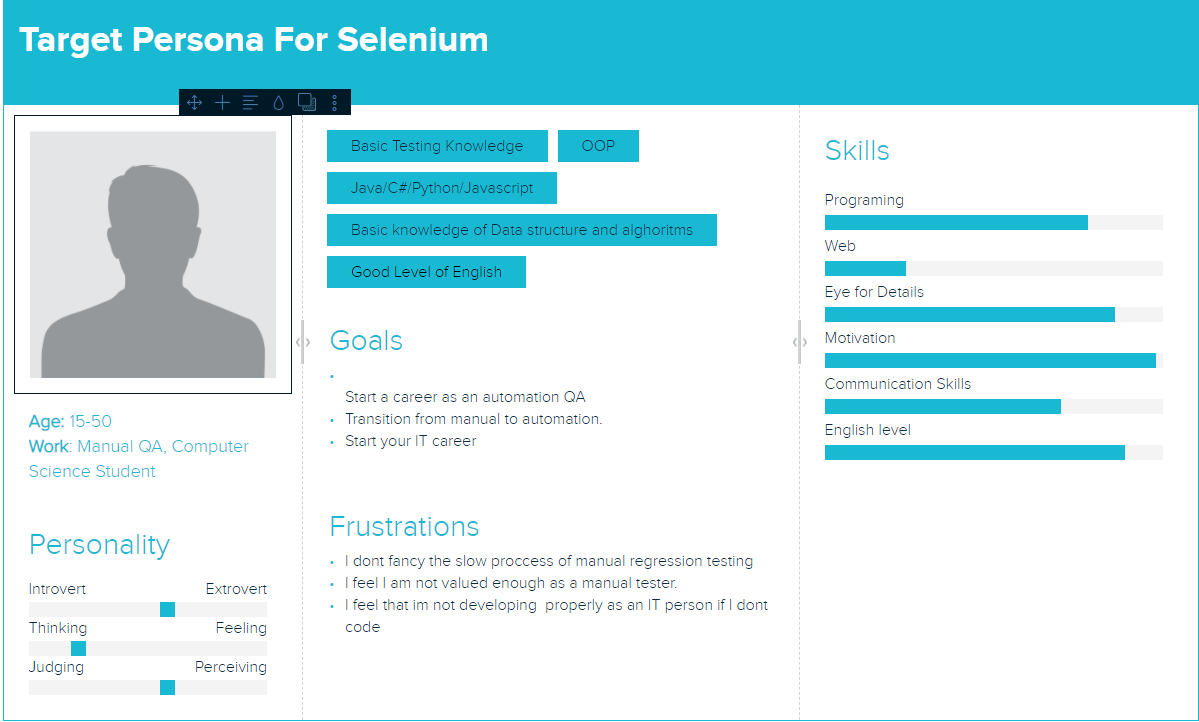 Target Persona For Selenium
Age: 15-50
Work: Manual QA, Computer
Science Student
Personality
Introvert Extrovert
Thinking Feeling
Judging Perceiving
Basic Testing Knowledge OOP
Java/C#/Python/Javascript
Basic knowledge of Data structure and alghoritms
Good Level of English
Goals
Start a career as an automation QA
Transition from manual to automation.
Start your IT career
Frustrations
I dont fancy the slow proccess of manual regression testing
I feel I am not valued enough as a manual tester.
I feel that im not developing  properly as an IT person if I dont
code
Skills
Programing
Web
Eye for Details
Motivation
Communication Skills
English level